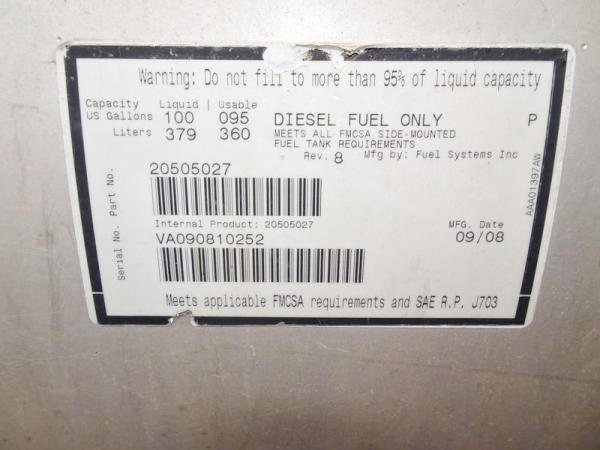 Warning: Do not fill to more than 95% of liquid capacity
Capacity Liquid | Usable
US Gallons 100 095 DIESEL FUEL ONLY P
Liters 379 360 MEETS ALL FMCSA SIDE-MOUNTED
FUEL TANK REQUIREMENTS
Rev. 8 Mfg by: Fuel Systems Inc
Part No. 20505027
Internal Product: 20505027
Serial No. VA090810252
MFG. Date
09/08
AAA01397AW
Meets applicable FMCSA requirements and SAE R.P. J703